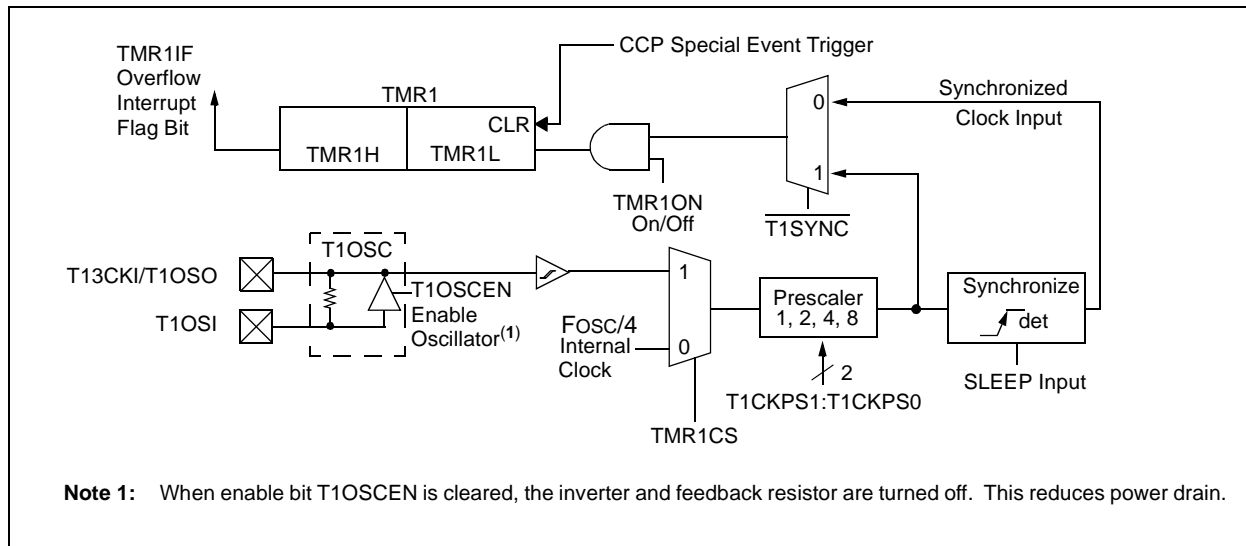 TMR1IF
Overflow
Interrupt
Flag Bit
TMR1
CLR
TMR1H
TMR1L
CCP Special Event Trigger
TMR1ON
On/Off
0
1
T1SYNC
Synchronized
Clock Input
T13CKI/T1OSO
T1OSI
T1OSC
T1OSCEN
Enable
Oscillator(1)
FOSC/4
Internal
Clock
1
0
TMR1CS
Prescaler
1, 2, 4, 8
2
T1CKPS1:T1CKPS0
Synchronize
det
SLEEP Input
Note 1: When enable bit T1OSCEN is cleared, the inverter and feedback resistor are turned off. This reduces power drain.